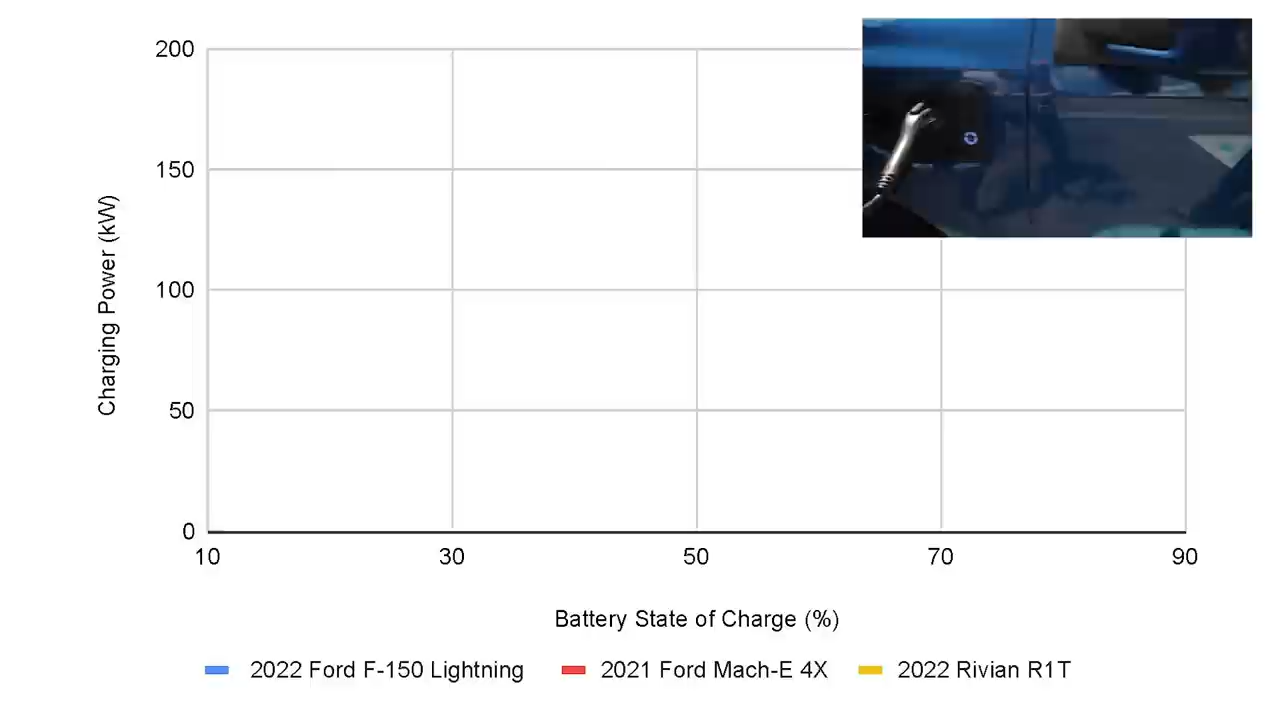 200
150
100
50
0
Charging Power (kW)
10 30 50 70 90
Battery State of Charge (%)
2022 Ford F-150 Lightning 2021 Ford Mach-E 4X 2022 Rivian R1T